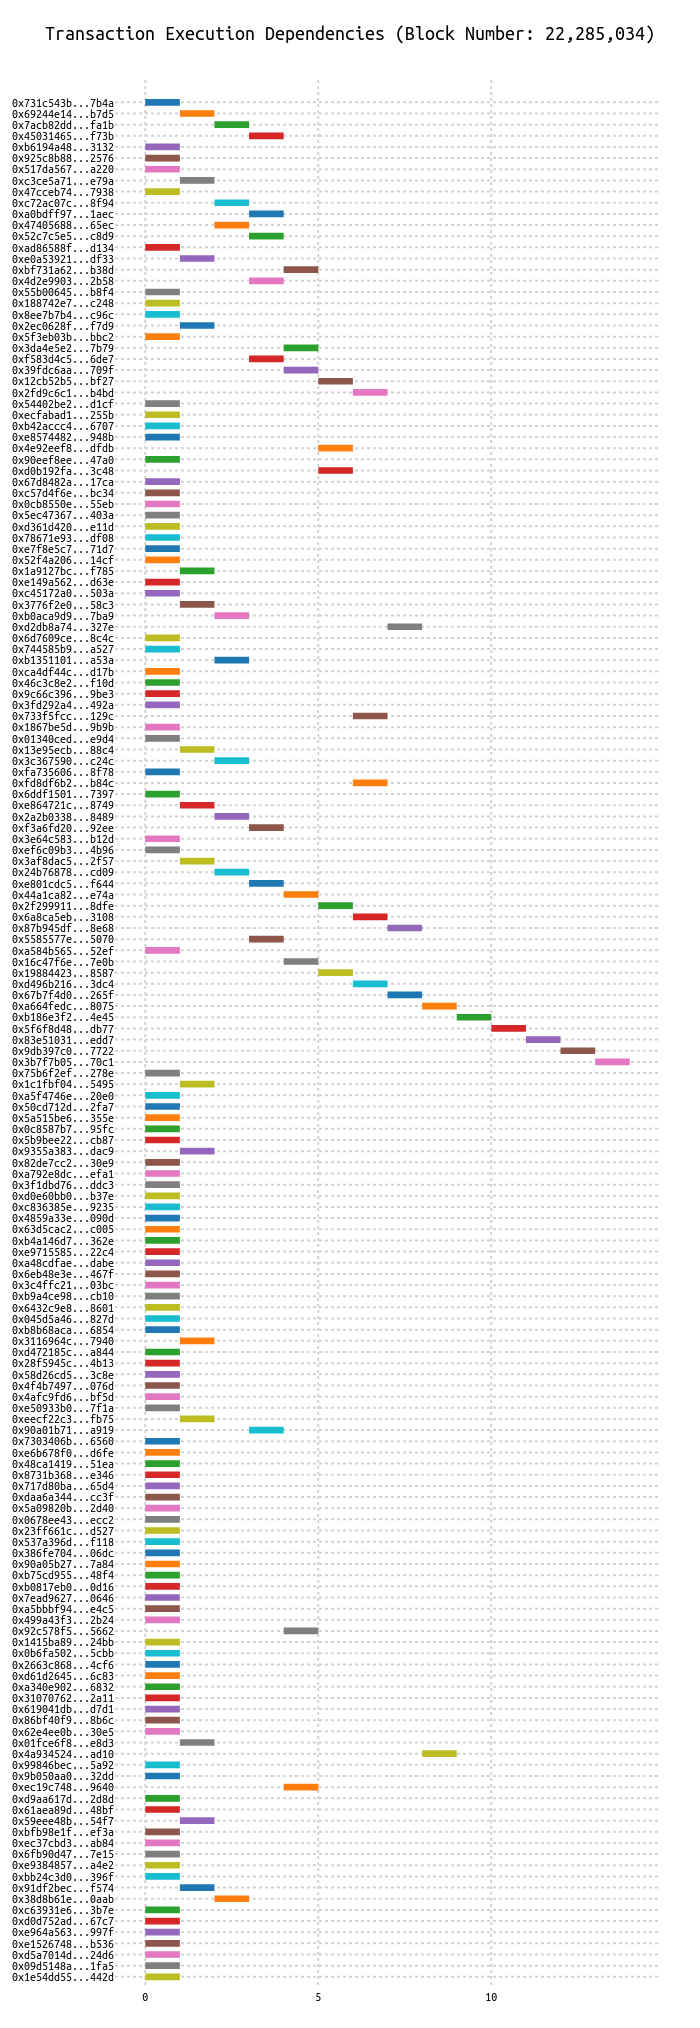 Transaction Execution Dependencies (Block Number: 22,285,034)
0x731c543b...7b4a
0x69244e14...b7d5
0x7acb82dd...fa1b
0x45031465...f73b
0xb6194a48...3132
0x925c8b88...2576
0x517da567...a220
0xc3ce5a71...e79a
0x47cceb74...7938
0xc72ac07c...8f94
0xa0bdff97...1aec
0x47405688...65ec
0x52c7c5e5...c8d9
0xad86588f...d134
0xe0a53921...df33
0xbf731a62...b38d
0x4d2e9903...2b58
0x55b00645...b8f4
0x188742e7...c248
0x8ee7b7b4...c96c
0x2ec0628f...f7d9
0x5f3eb03b...bbc2
0x3da4e5e2...7b79
0xf583d4c5...6de7
0x39fdc6aa...709f
0x12cb52b5...bf27
0x2fd9c6c1...b4bd
0x54402be2...d1cf
0xecfabad1...255b
0xb42accc4...6707
0xe8574482...948b
0x4e92eef8...dfdb
0x90eef8ee...47a0
0xd0b192fa...3c48
0x67d8482a...17ca
0xc57d4f6e...bc34
0x0cb8550e...55eb
0x5ec47367...403a
0xd361d420...e11d
0x78671e93...df08
0xe7f8e5c7...71d7
0x52f4a206...14cf
0x1a9127bc...f785
0xe149a562...d63e
0xc45172a0...503a
0x3776f2e0...58c3
0xb0aca9d9...7ba9
0xd2db8a74...327e
0x6d7609ce...8c4c
0x744585b9...a527
0xb1351101...a53a
0xca4df44c...d17b
0x46c3c8e2...f10d
0x9c66c396...9be3
0x3fd292a4...492a
0x733f5fcc...129c
0x1867be5d...9b9b
0x01340ced...e9d4
0x13e95ecb...88c4
0x3c367590...c24c
0xfa735606...8f78
0xfd8df6b2...b84c
0x6ddf1501...7397
0xe864721c...8749
0x2a2b0338...8489
0xf3a6fd20...92ee
0x3e64c583...b12d
0xef6c09b3...4b96
0x3af8dac5...2f57
0x24b76878...cd09
0xe801cdc5...f644
0x44a1ca82...e74a
0x2f299911...8dfe
0x6a8ca5eb...3108
0x87b945df...8e68
0x5585577e...5070
0xa584b565...52ef
0x16c47f6e...7e0b
0x19884423...8587
0xd496b216...3dc4
0x67b7f4d0...265f
0xa664fedc...8075
0xb186e3f2...4e45
0x5f6f8d48...db77
0x83e51031...edd7
0x9db397c0...7722
0x3b7f7b05...70c1
0x75b6f2ef...278e
0x1c1fbf04...5495
0xa5f4746e...20e0
0x50cd712d...2fa7
0x5a515be6...355e
0x0c8587b7...95fc
0x5b9bee22...cb87
0x9355a383...dac9
0x82de7cc2...30e9
0xa792e8dc...efa1
0x3f1dbd76...ddc3
0xd0e60bb0...b37e
0xc836385e...9235
0x4859a33e...090d
0x63d5cac2...c005
0xb4a146d7...362e
0xe9715585...22c4
0xa48cdfae...dabe
0x6eb48e3e...467f
0x3c4ffc21...03bc
0xb9a4ce98...cb10
0x6432c9e8...8601
0x045d5a46...827d
0xb8b68aca...6854
0x3116964c...7940
0xd472185c...a844
0x28f5945c...4b13
0x58d26cd5...3c8e
0x4f4b7497...076d
0x4afc9fd6...bf5d
0xe50933b0...7f1a
0xeecf22c3...fb75
0x90a01b71...a919
0x7303406b...6560
0xe6b678f0...d6fe
0x48ca1419...51ea
0x8731b368...e346
0x717d80ba...65d4
0xdaa6a344...cc3f
0x5a09820b...2d40
0x0678ee43...ecc2
0x23ff661c...d527
0x537a396d...f118
0x386fe704...06dc
0x90a05b27...7a84
0xb75cd955...48f4
0xb0817eb0...0d16
0x7ead9627...0646
0xa5bbbf94...e4c5
0x499a43f3...2b24
0x92c578f5...5662
0x1415ba89...24bb
0x0b6fa502...5cbb
0x2663c868...4cf6
0xd61d2645...6c83
0xa340e902...6832
0x31070762...2a11
0x619041db...d7d1
0x86bf40f9...8b6c
0x62e4ee0b...30e5
0x01fce6f8...e8d3
0x4a934524...ad10
0x99846bec...5a92
0x9b050aa0...32dd
0xec19c748...9640
0xd9aa617d...2d8d
0x61aea89d...48bf
0x59eee48b...54f7
0xbfb98e1f...ef3a
0xec37cbd3...ab84
0x6fb90d47...7e15
0xe9384857...a4e2
0xbb24c3d0...396f
0x91df2bec...f574
0x38d8b61e...0aab
0xc63931e6...3b7e
0xd0d752ad...67c7
0xe964a563...997f
0xe1526748...b536
0xd5a7014d...24d6
0x09d5148a...1fa5
0x1e54dd55...442d
0 5 10